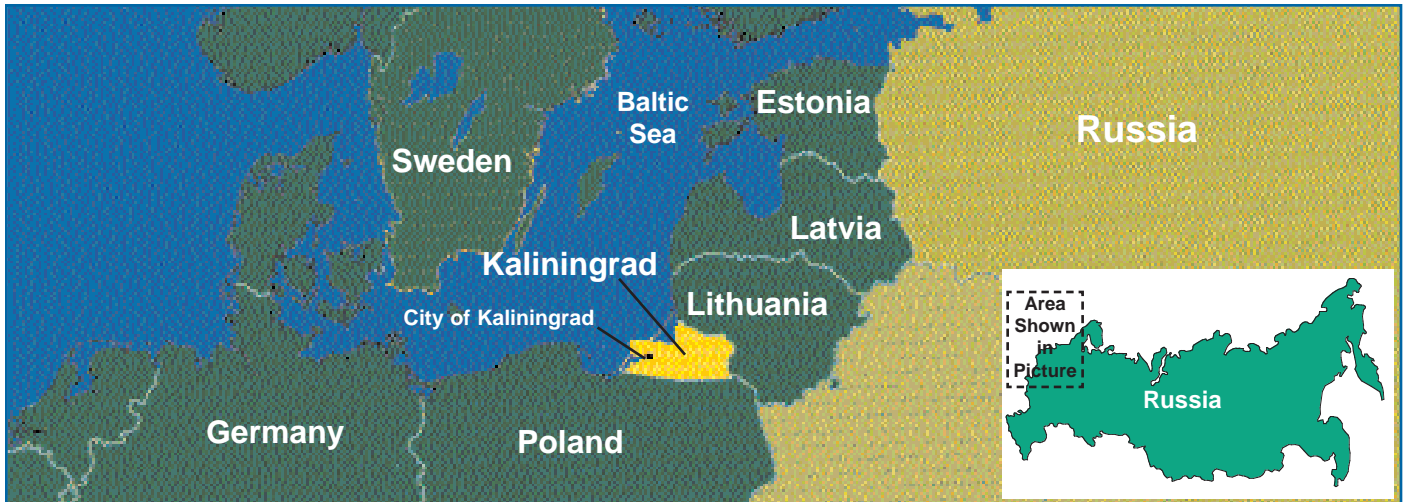 Baltic
Sea
Estonia
Russia
Sweden
Latvia
Kaliningrad
Lithuania
City of Kaliningrad
Germany
Poland
Area
Shown
in
Picture
Russia